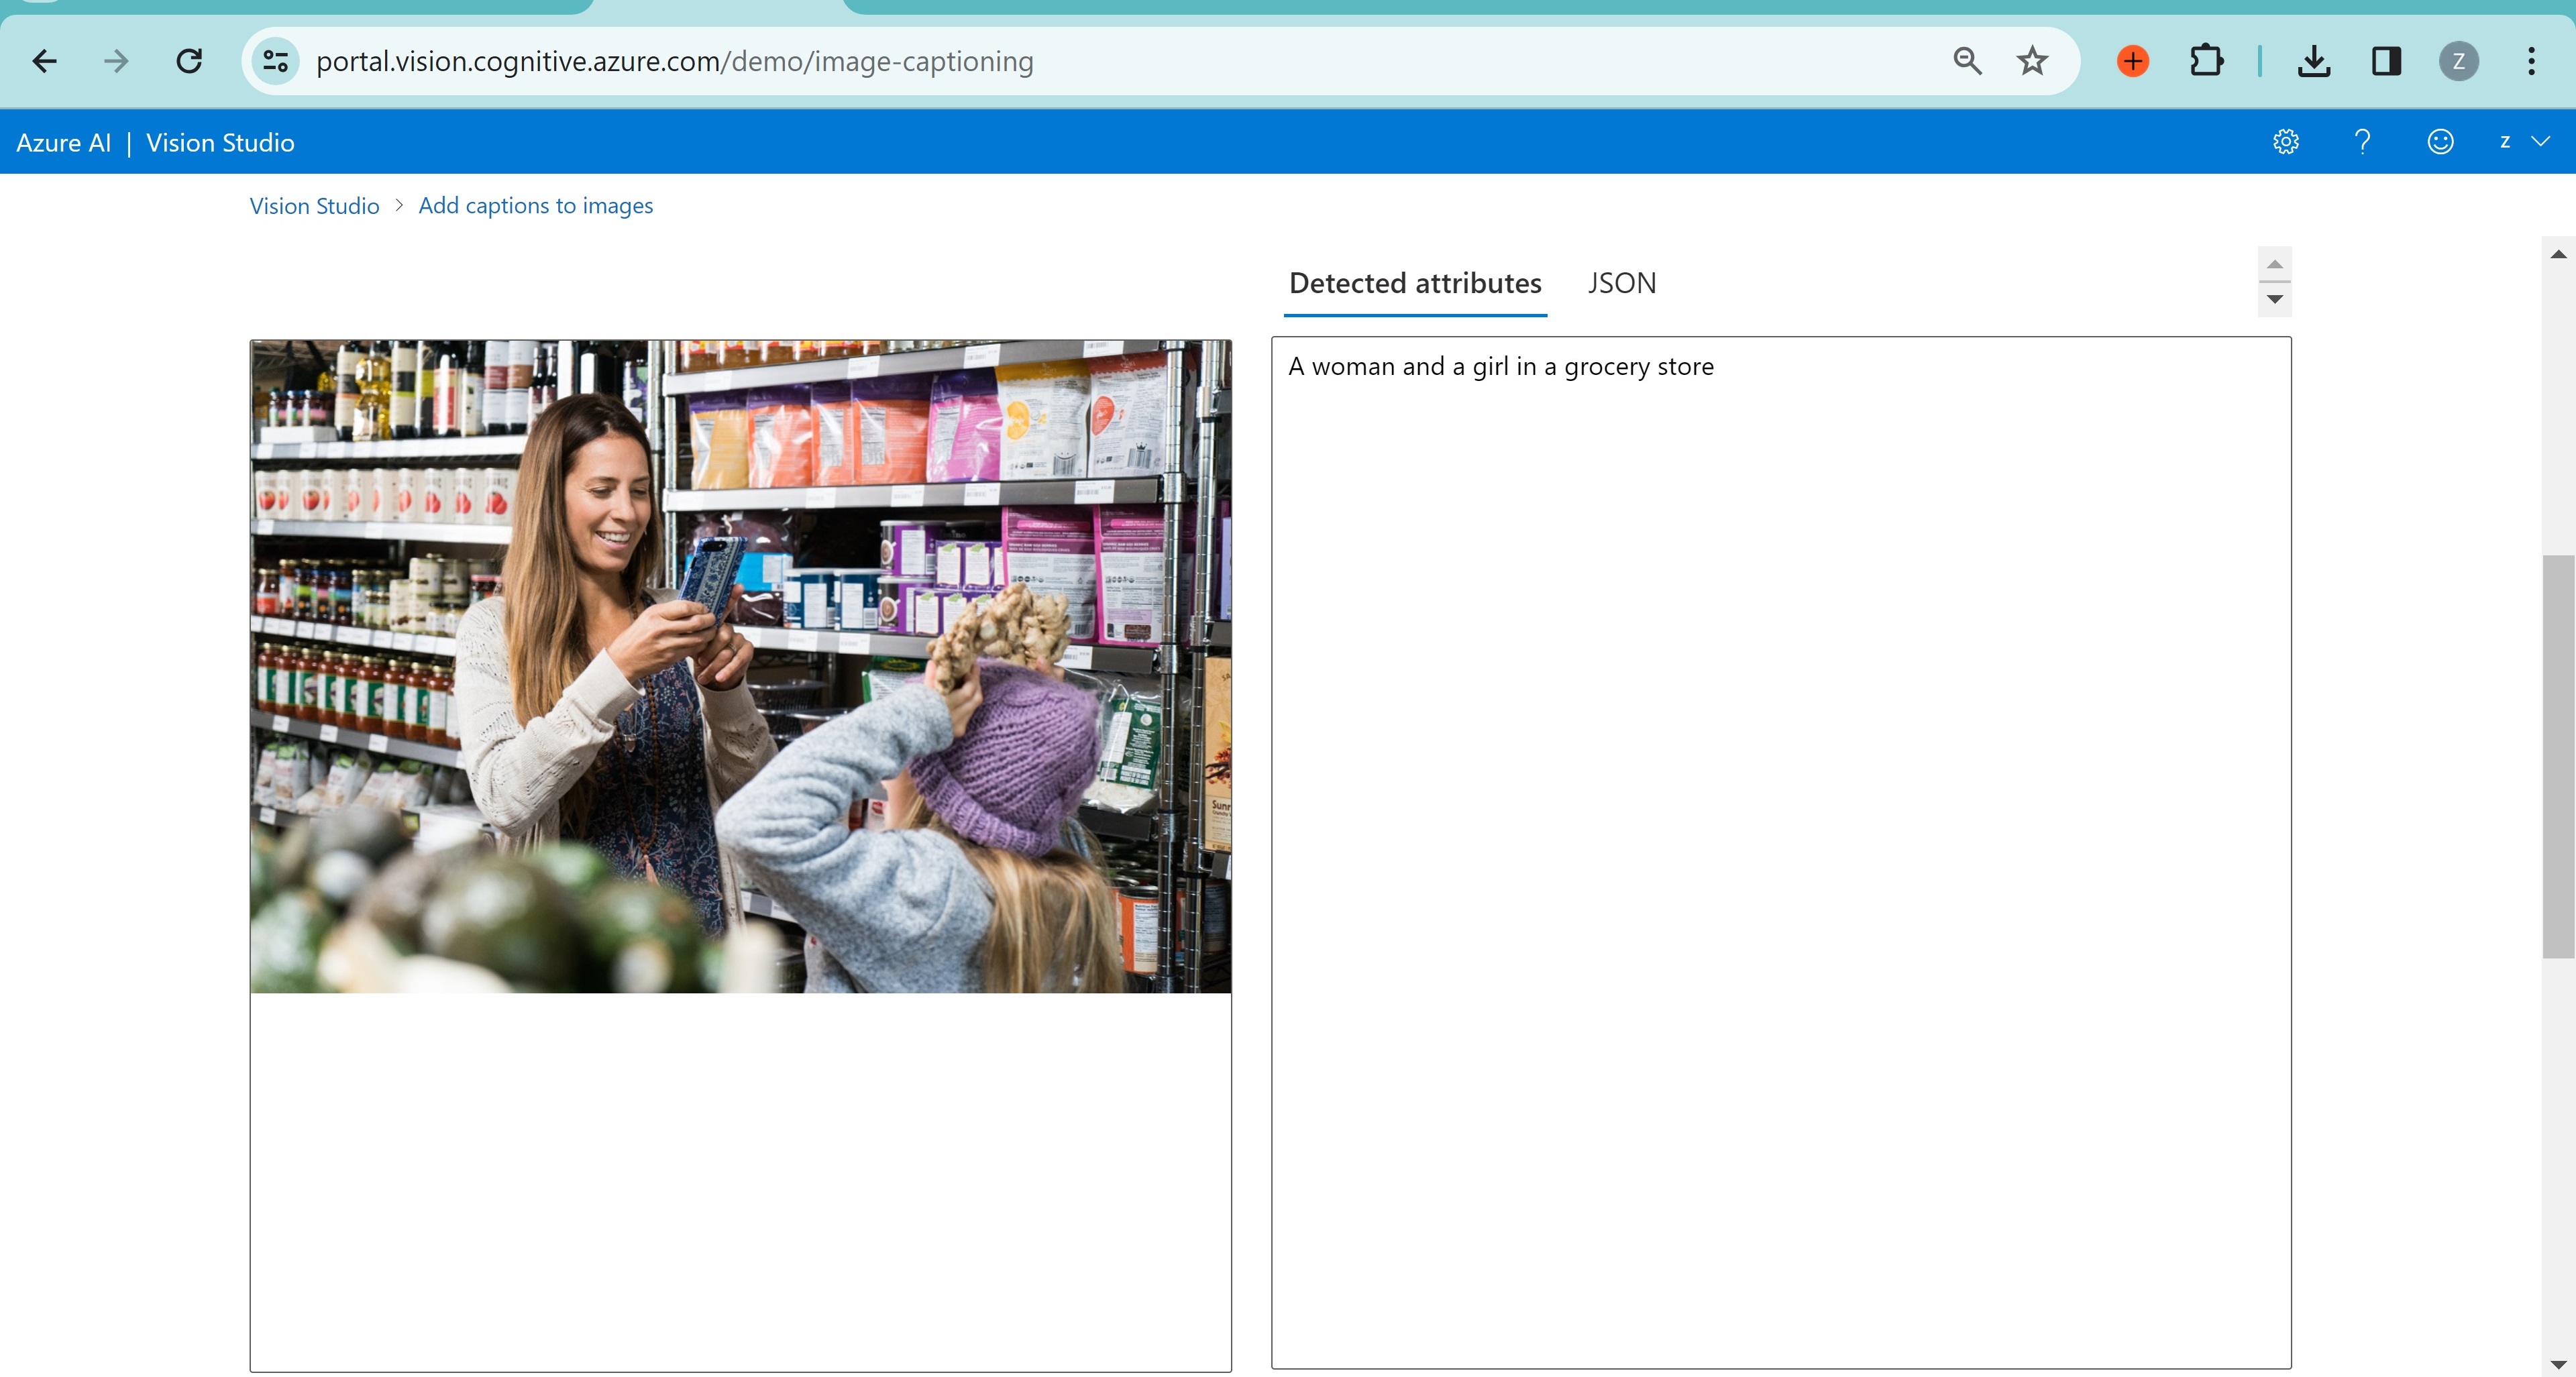 portal.vision.cognitive.azure.com/demo/image-captioning
Z
Azure AI | Vision Studio
z
Vision Studio > Add captions to images
Detected attributes
JSON
A woman and a girl in a grocery store